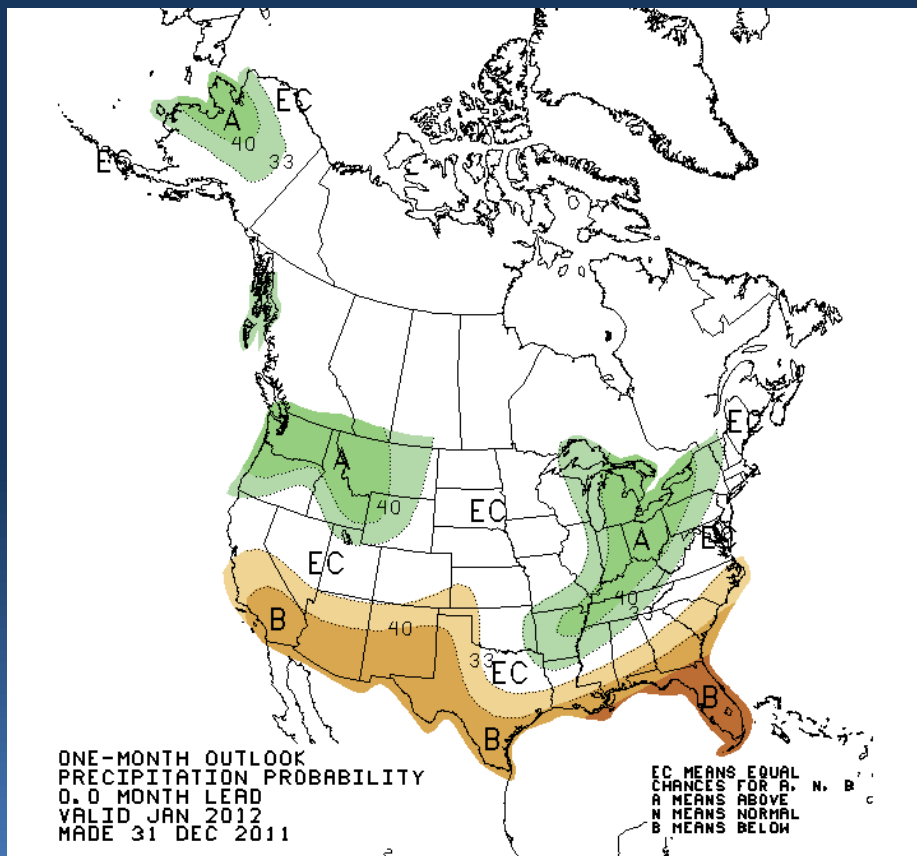 EC
A
40
33
EC
EC
A
40
EC
EC
A
EC
EC
B
40
40
33
33
EC
B
B
ONE-MONTH OUTLOOK
PRECIPITATION PROBABILITY
0.0 MONTH LEAD
VALID JAN 2012
MADE 31 DEC 2011
EC MEANS EQUAL
CHANCES FOR A, N, B
A MEANS ABOVE
N MEANS NORMAL
B MEANS BELOW